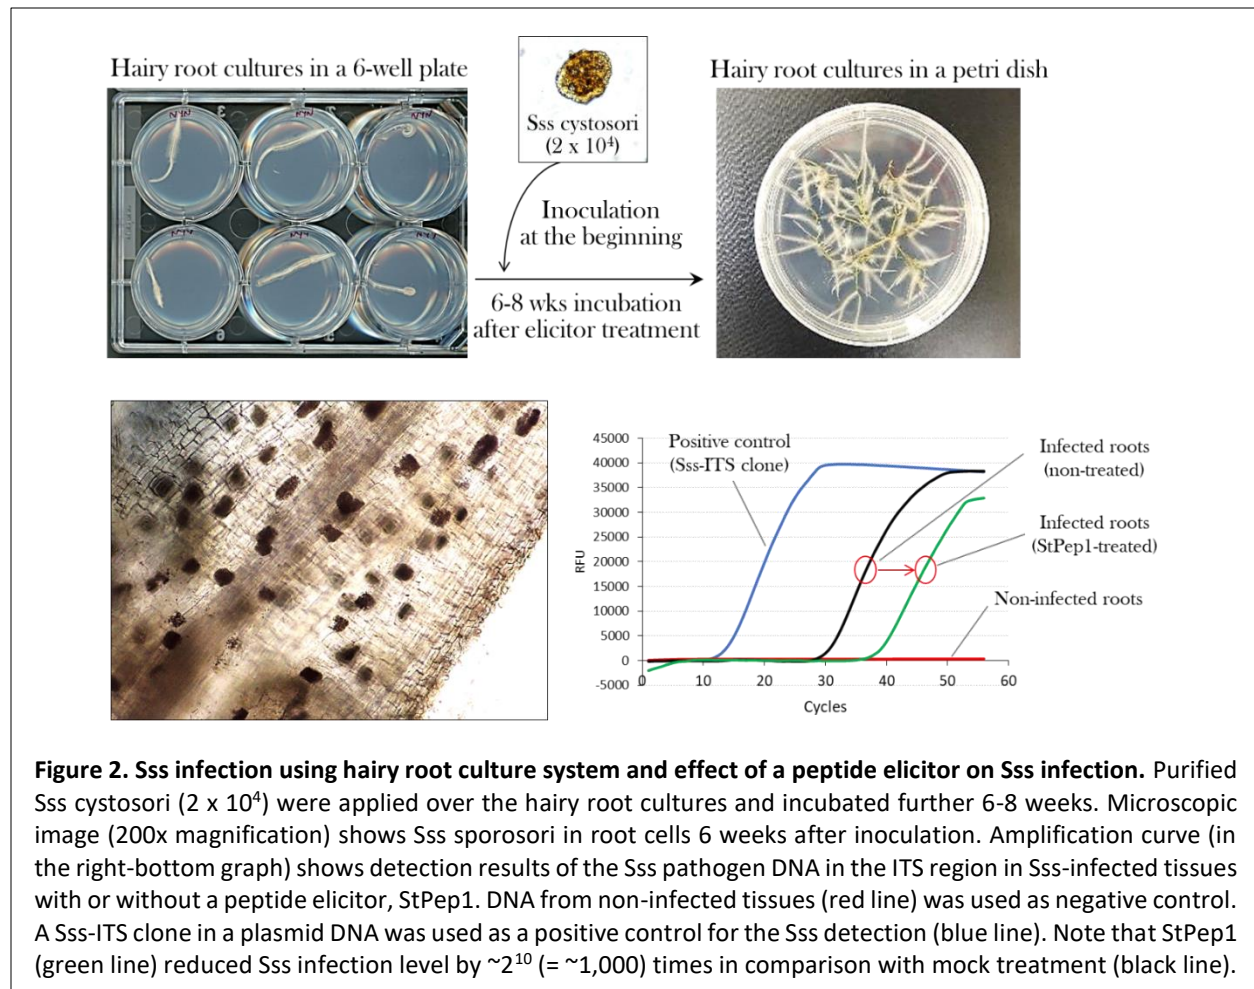 Hairy root cultures in a 6-well plate
Sss cystosori
(2 x 10⁴)
Hairy root cultures in a petri dish
Inoculation
at the beginning
6-8 wks incubation
after elicitor treatment
Positive control
(Sss-ITS clone)
Infected roots
(non-treated)
Infected roots
(StPep1-treated)
Non-infected roots
RFU
45000
40000
35000
30000
25000
20000
15000
10000
5000
0
-5000
0 10 20 30 40 50 60
Cycles
Figure 2. Sss infection using hairy root culture system and effect of a peptide elicitor on Sss infection. Purified
Sss cystosori (2 x 10⁴) were applied over the hairy root cultures and incubated further 6-8 weeks. Microscopic
image (200x magnification) shows Sss sporosori in root cells 6 weeks after inoculation. Amplification curve (in
the right-bottom graph) shows detection results of the Sss pathogen DNA in the ITS region in Sss-infected tissues
with or without a peptide elicitor, StPep1. DNA from non-infected tissues (red line) was used as negative control.
A Sss-ITS clone in a plasmid DNA was used as a positive control for the Sss detection (blue line). Note that StPep1
(green line) reduced Sss infection level by ~2¹⁰ (= ~1,000) times in comparison with mock treatment (black line).